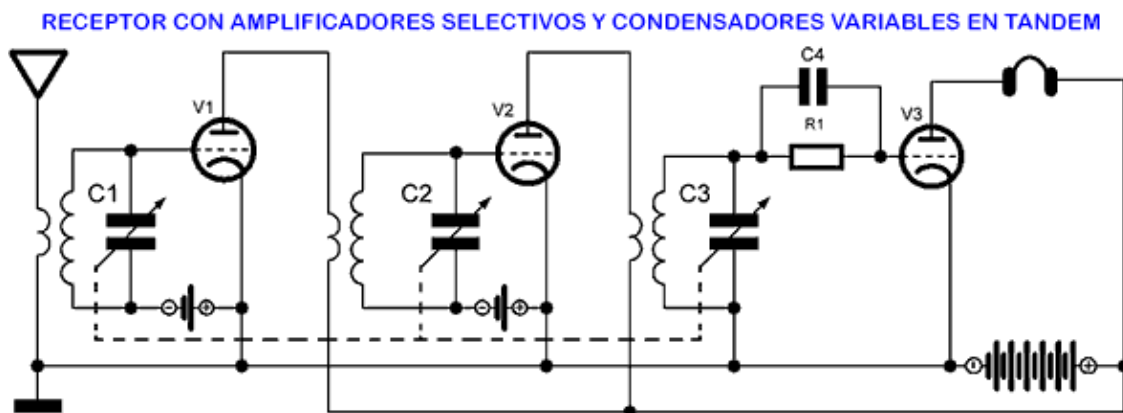 RECEPTOR CON AMPLIFICADORES SELECTIVOS Y CONDENSADORES VARIABLES EN TANDEM
C4
V1
V2
R1
V3
C1
C2
C3